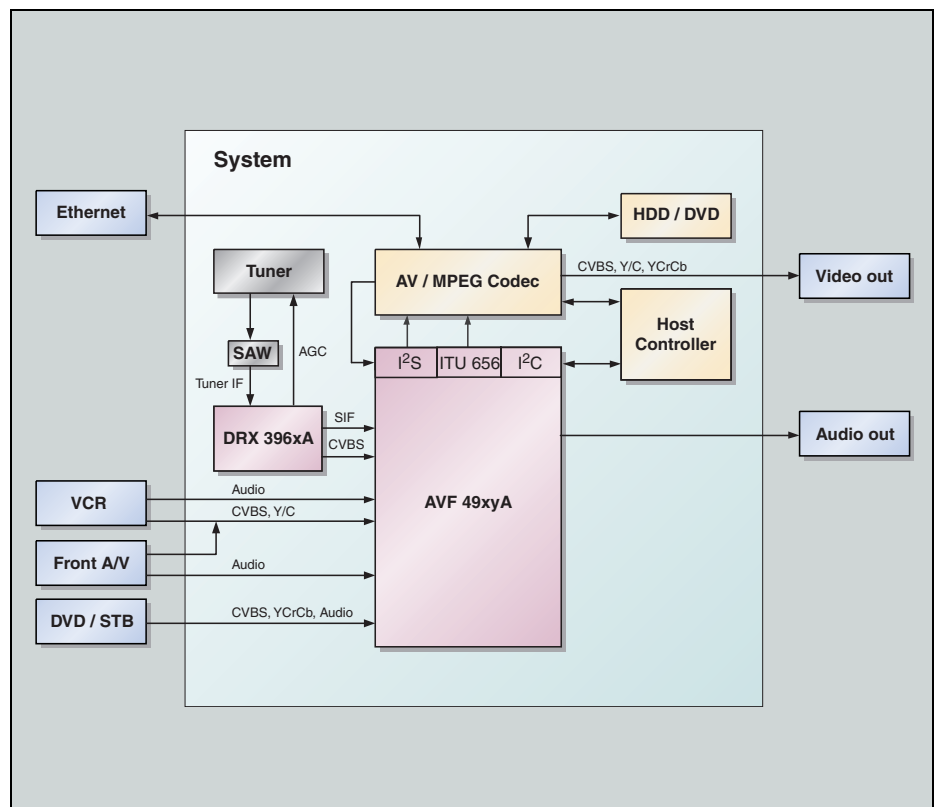 System
Ethernet
HDD / DVD
Tuner
AV / MPEG Codec
CVBS, Y/C, YCrCb
Video out
Host
Controller
SAW
AGC
I²S
ITU 656
I²C
Tuner IF
DRX 396xA
SIF
CVBS
Audio out
VCR
Audio
CVBS, Y/C
AVF 49xyA
Front A/V
Audio
DVD / STB
CVBS, YCrCb, Audio